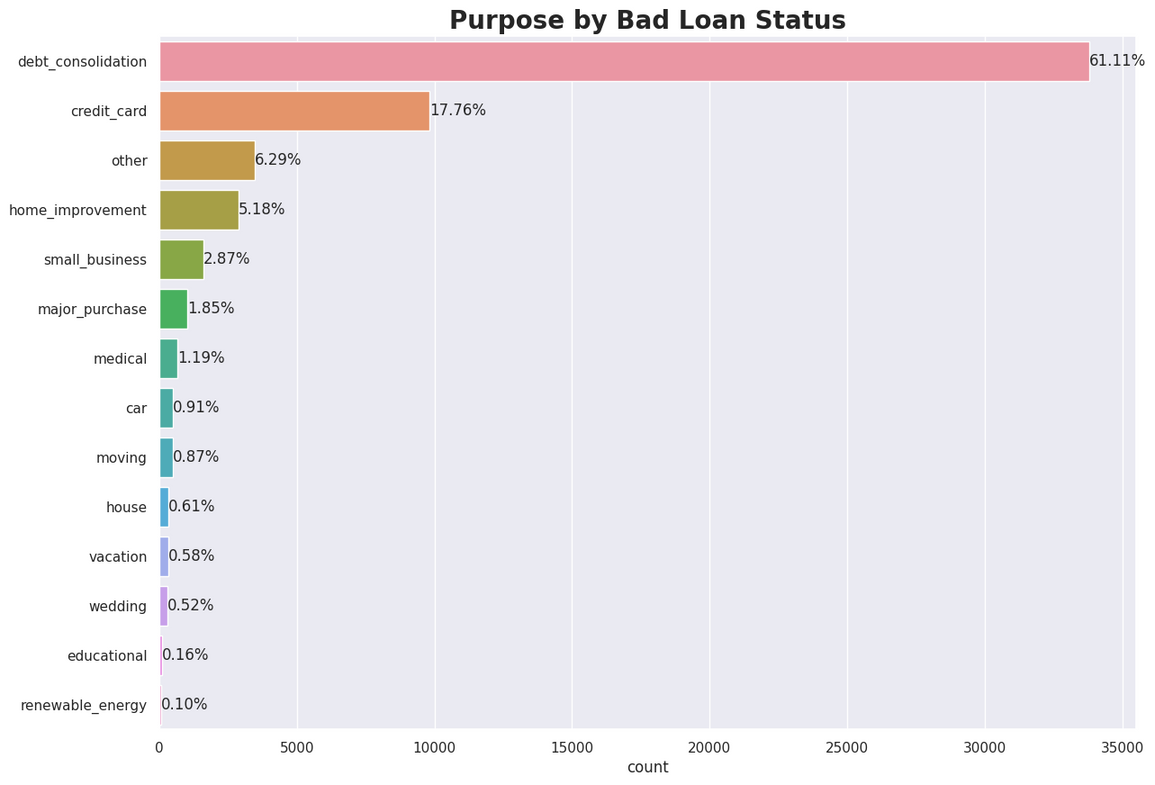 Purpose by Bad Loan Status
debt_consolidation 61.11%
credit_card 17.76%
other 6.29%
home_improvement 5.18%
small_business 2.87%
major_purchase 1.85%
medical 1.19%
car 0.91%
moving 0.87%
house 0.61%
vacation 0.58%
wedding 0.52%
educational 0.16%
renewable_energy 0.10%
0 5000 10000 15000 20000 25000 30000 35000
count